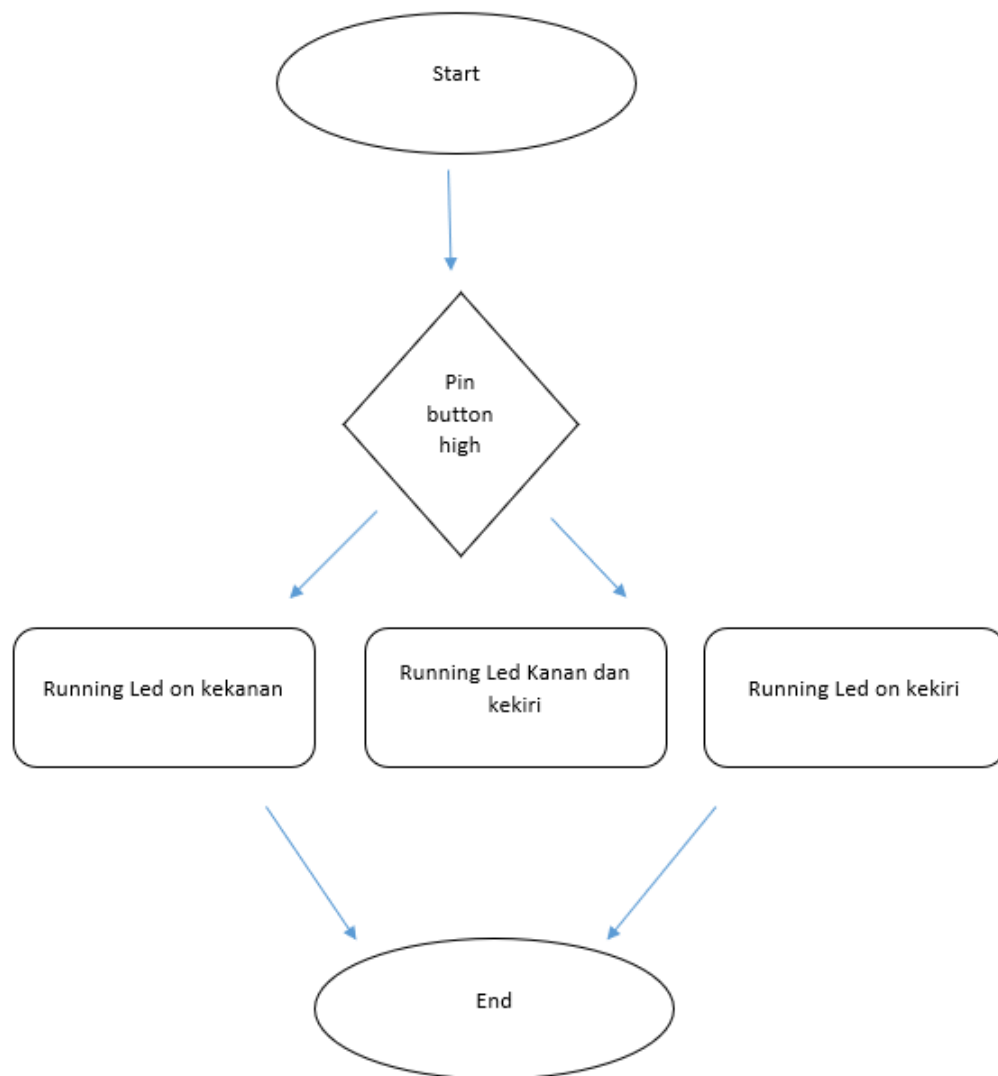 Start
Pin
button
high
Running Led on kekanan
Running Led Kanan dan
kekiri
Running Led on kekiri
End